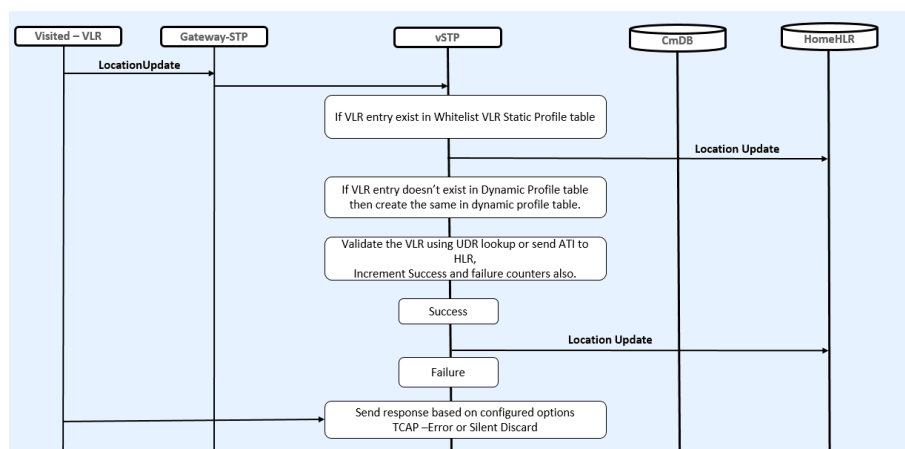 Visited – VLR
Gateway-STP
vSTP
CmDB
HomeHLR
LocationUpdate
If VLR entry exist in Whitelist VLR Static Profile table
Location Update
If VLR entry doesn't exist in Dynamic Profile table
then create the same in dynamic profile table.
Validate the VLR using UDR lookup or send ATI to
HLR,
Increment Success and failure counters also.
Success
Location Update
Failure
Send response based on configured options
TCAP –Error or Silent Discard